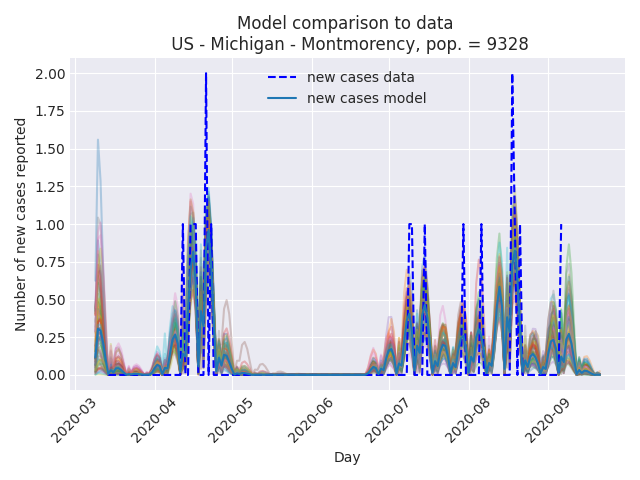 Model comparison to data
US - Michigan - Montmorency, pop. = 9328
new cases data
new cases model
Number of new cases reported
2.00
1.75
1.50
1.25
1.00
0.75
0.50
0.25
0.00
2020-03
2020-04
2020-05
2020-06
2020-07
2020-08
2020-09
Day